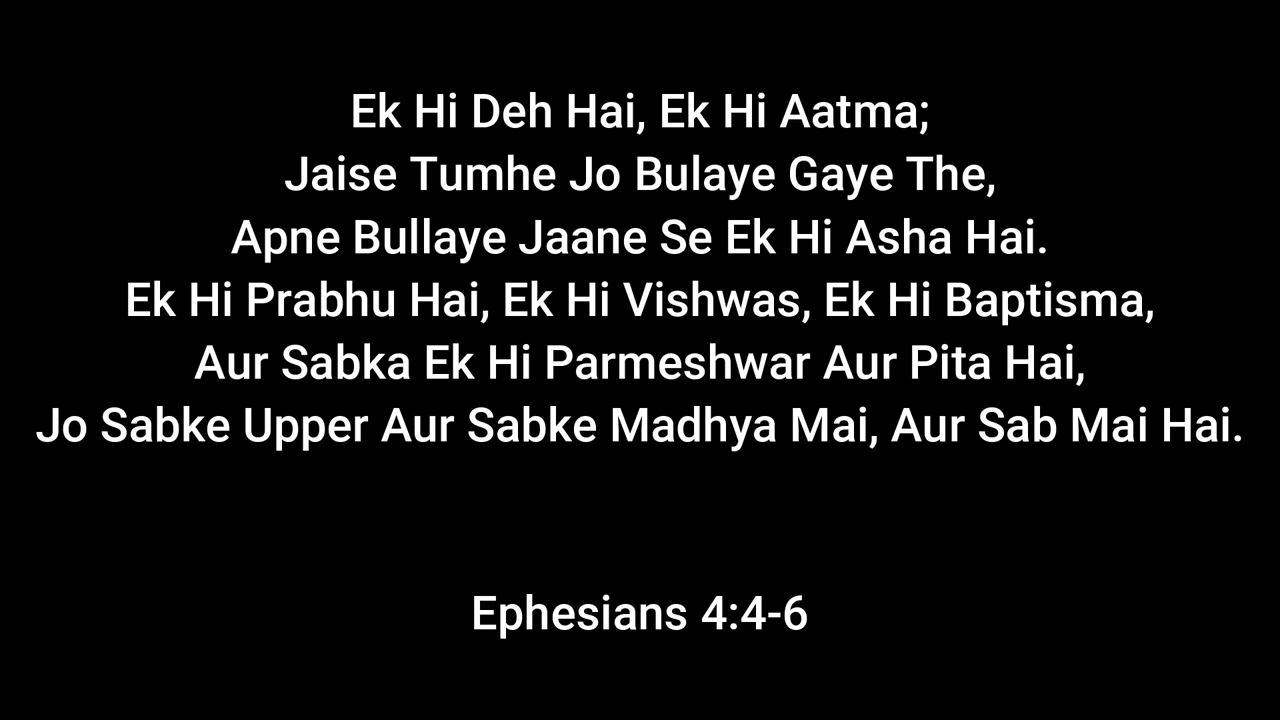 Ek Hi Deh Hai, Ek Hi Aatma;
Jaise Tumhe Jo Bulaye Gaye The,
Apne Bullaye Jaane Se Ek Hi Asha Hai.
Ek Hi Prabhu Hai, Ek Hi Vishwas, Ek Hi Baptisma,
Aur Sabka Ek Hi Parmeshwar Aur Pita Hai,
Jo Sabke Upper Aur Sabke Madhya Mai, Aur Sab Mai Hai.
Ephesians 4:4-6